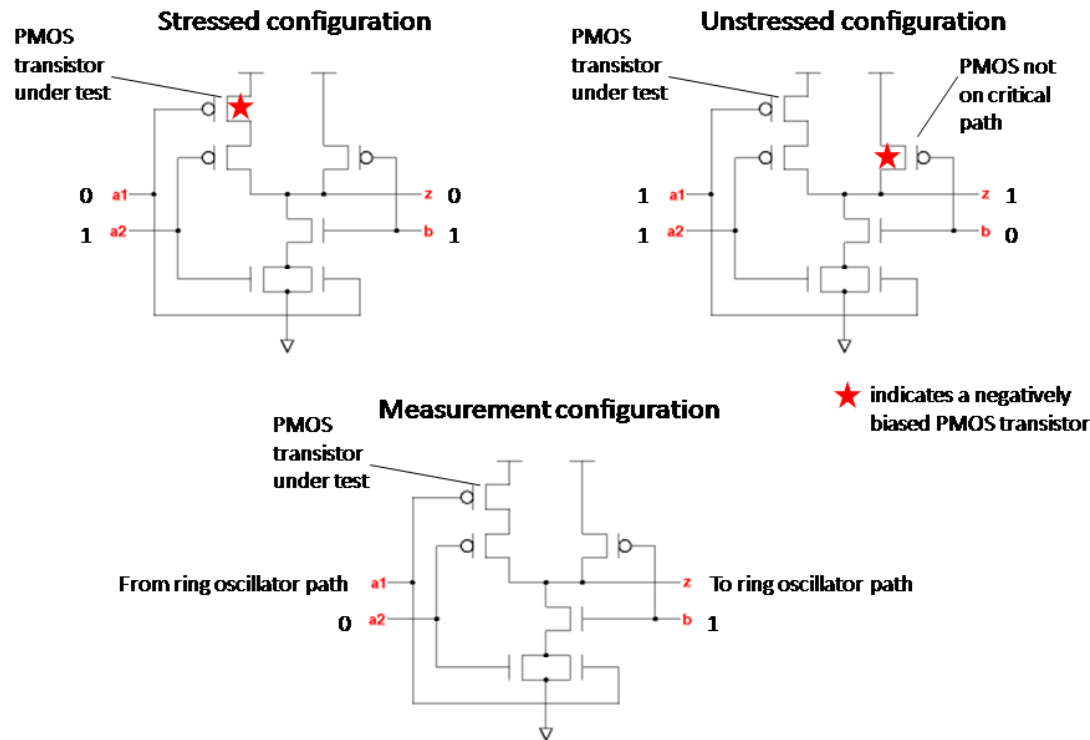 Stressed configuration
PMOS
transistor
under test
0 a1
1 a2
z 0
b 1
Unstressed configuration
PMOS
transistor
under test
PMOS not
on critical
path
1 a1
1 a2
z 1
b 0
indicates a negatively
biased PMOS transistor
Measurement configuration
PMOS
transistor
under test
From ring oscillator path a1
0 a2
z To ring oscillator path
b 1